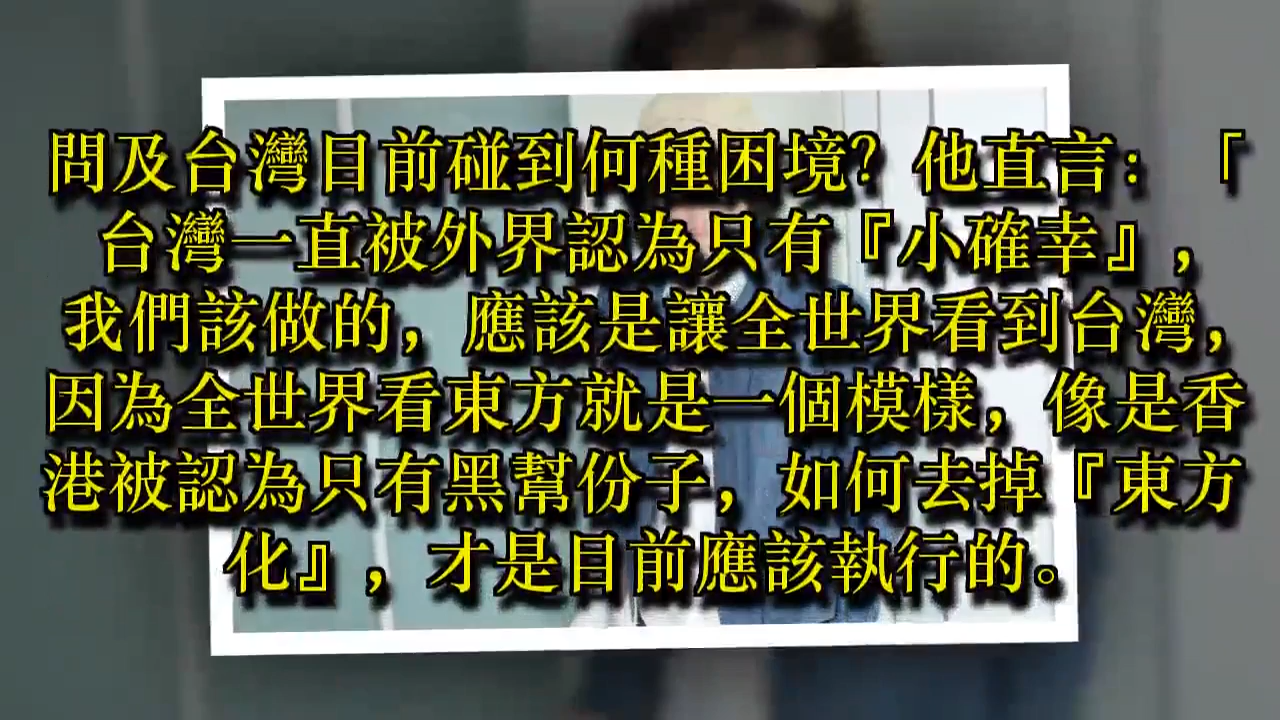 問及台灣目前碰到何種困境？他直言：「
台灣一直被外界認為只有『小確幸』，
我們該做的，應該是讓全世界看到台灣，
因為全世界看東方就是一個模樣，像是香
港被認為只有黑幫份子，如何去掉『東方
化』，才是目前應該執行的。